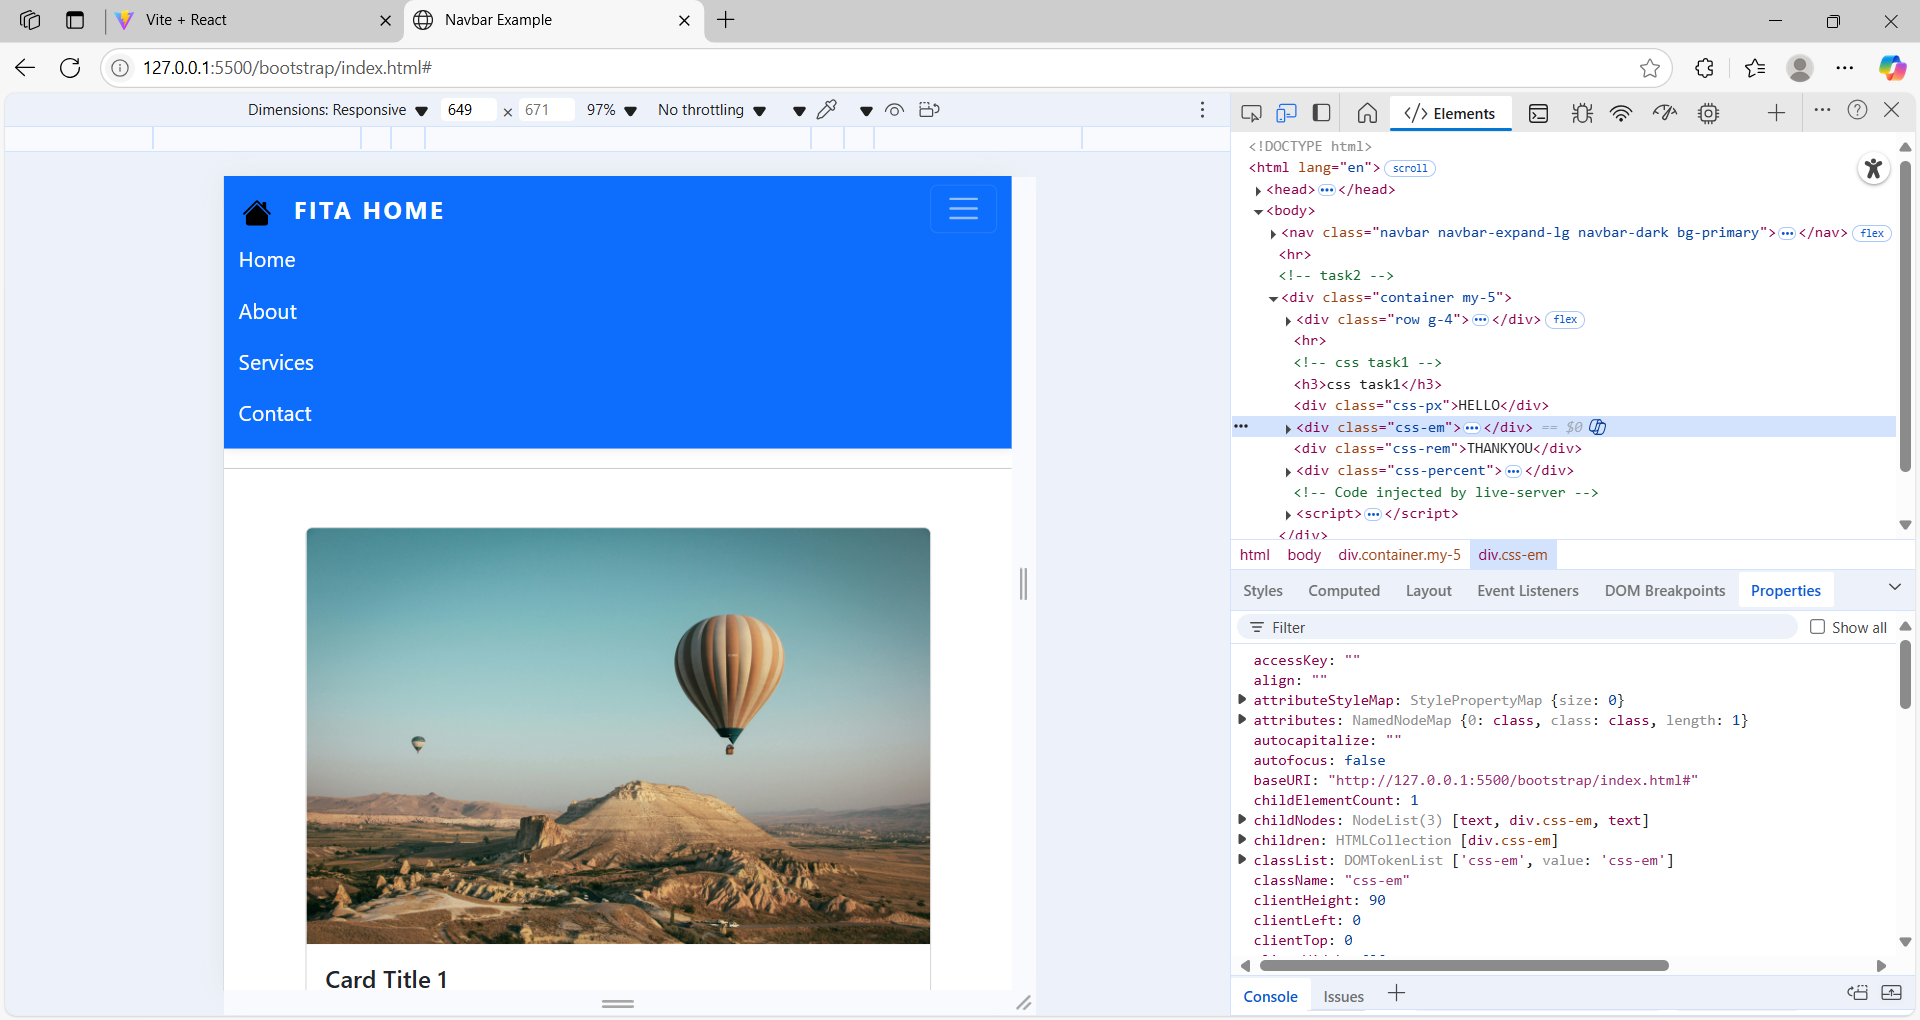 Vite + React
Navbar Example
127.0.0.1:5500/bootstrap/index.html#
Dimensions: Responsive 649 × 671 97% No throttling
FITA HOME
Home
About
Services
Contact
Card Title 1
</> Elements
<!DOCTYPE html>
<html lang="en"> scroll
<head> ••• </head>
<body>
<nav class="navbar navbar-expand-lg navbar-dark bg-primary"> ••• </nav> flex
<hr>
<!-- task2 -->
<div class="container my-5">
<div class="row g-4"> ••• </div> flex
<hr>
<!-- css task1 -->
<h3>css task1</h3>
<div class="css-px">HELLO</div>
<div class="css-em"> ••• </div> == $0
<div class="css-rem">THANKYOU</div>
<div class="css-percent"> ••• </div>
<!-- Code injected by live-server -->
<script> ••• </script>
</div>
html body div.container.my-5 div.css-em
Styles Computed Layout Event Listeners DOM Breakpoints Properties
Filter Show all
accessKey: ""
align: ""
attributeStyleMap: StylePropertyMap {size: 0}
attributes: NamedNodeMap {0: class, class: class, length: 1}
autocapitalize: ""
autofocus: false
baseURI: "http://127.0.0.1:5500/bootstrap/index.html#"
childElementCount: 1
childNodes: NodeList(3) [text, div.css-em, text]
children: HTMLCollection [div.css-em]
classList: DOMTokenList ['css-em', value: 'css-em']
className: "css-em"
clientHeight: 90
clientLeft: 0
clientTop: 0
Console Issues